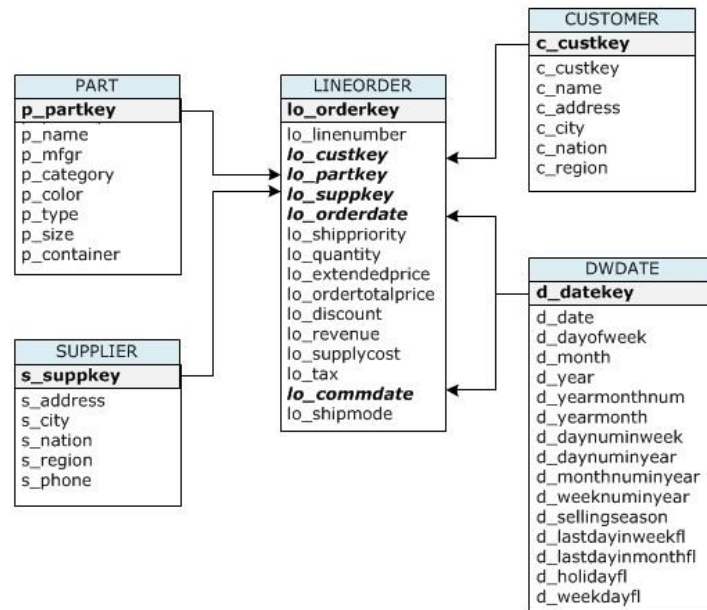 PART
p_partkey
p_name
p_mfgr
p_category
p_color
p_type
p_size
p_container
SUPPLIER
s_suppkey
s_address
s_city
s_nation
s_region
s_phone
LINEORDER
lo_orderkey
lo_linenumber
lo_custkey
lo_partkey
lo_suppkey
lo_orderdate
lo_shippriority
lo_quantity
lo_extendedprice
lo_ordertotalprice
lo_discount
lo_revenue
lo_supplycost
lo_tax
lo_commdate
lo_shipmode
CUSTOMER
c_custkey
c_custkey
c_name
c_address
c_city
c_nation
c_region
DWDATE
d_datekey
d_date
d_dayofweek
d_month
d_year
d_yearmonthnum
d_yearmonth
d_daynuminweek
d_daynuminyear
d_monthnuminyear
d_weeknuminyear
d_sellingseason
d_lastdayinweekfl
d_lastdayinmonthfl
d_holidayfl
d_weekdayfl